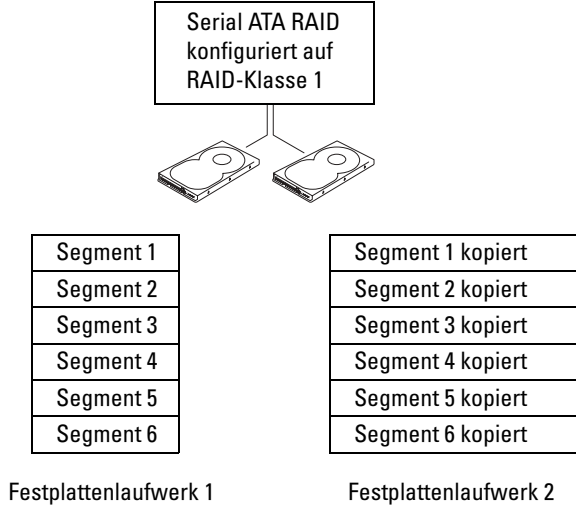 Serial ATA RAID
konfiguriert auf
RAID-Klasse 1
Segment 1
Segment 2
Segment 3
Segment 4
Segment 5
Segment 6
Segment 1 kopiert
Segment 2 kopiert
Segment 3 kopiert
Segment 4 kopiert
Segment 5 kopiert
Segment 6 kopiert
Festplattenlaufwerk 1
Festplattenlaufwerk 2